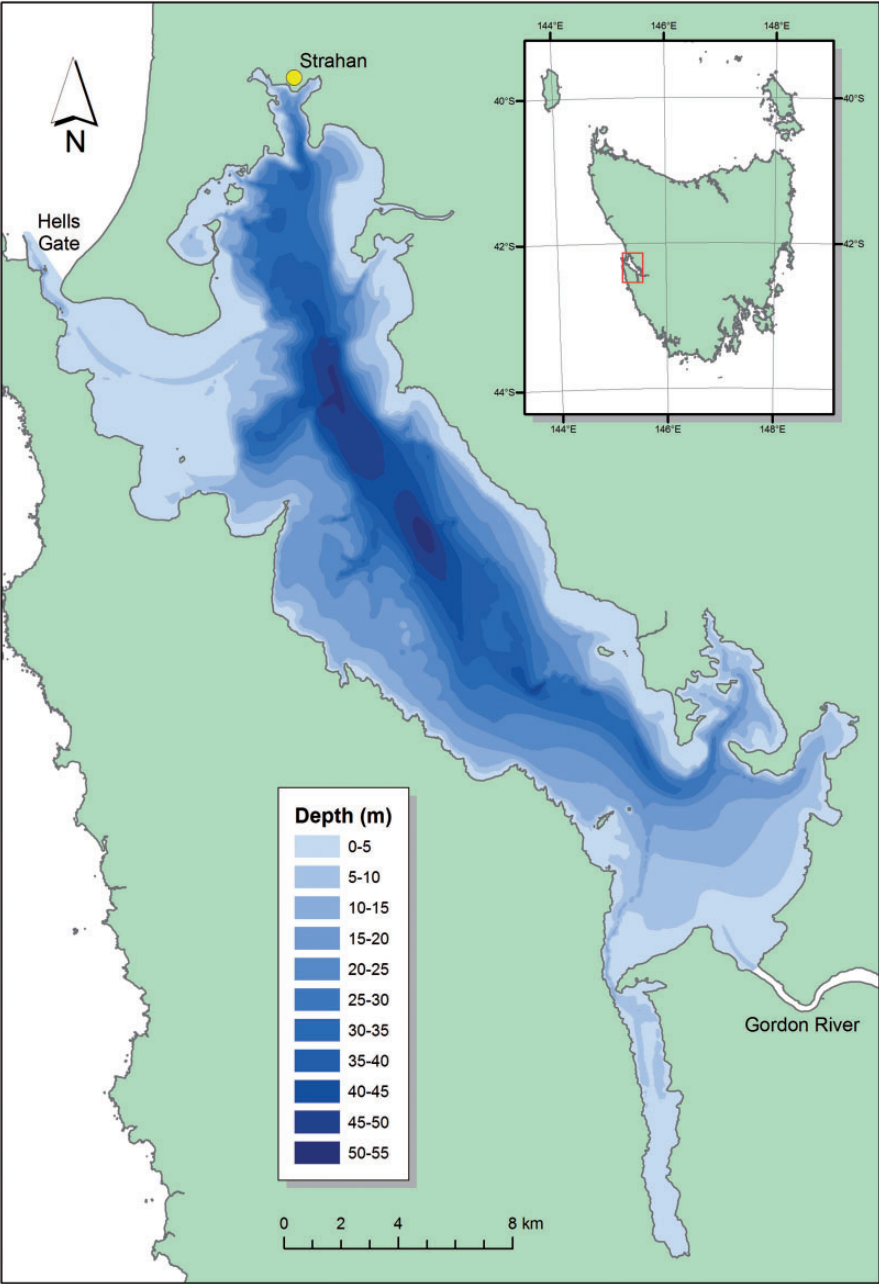 Strahan
N
Hells
Gate
144°E
146°E
148°E
40°S
40°S
42°S
42°S
44°S
144°E
146°E
148°E
Depth (m)
0-5
5-10
10-15
15-20
20-25
25-30
30-35
35-40
40-45
45-50
50-55
Gordon River
0 2 4 8 km